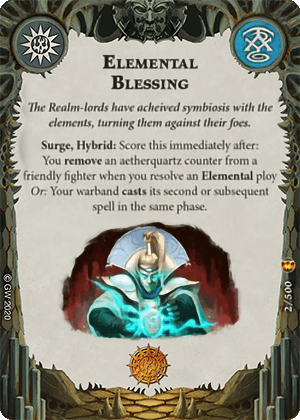 ELEMENTAL
BLESSING
The Realm-lords have acheived symbiosis with the
elements, turning them against their foes.
Surge, Hybrid: Score this immediately after:
You remove an aetherquartz counter from a
friendly fighter when you resolve an Elemental ploy
Or: Your warband casts its second or subsequent
spell in the same phase.
© GW 2020
2/500